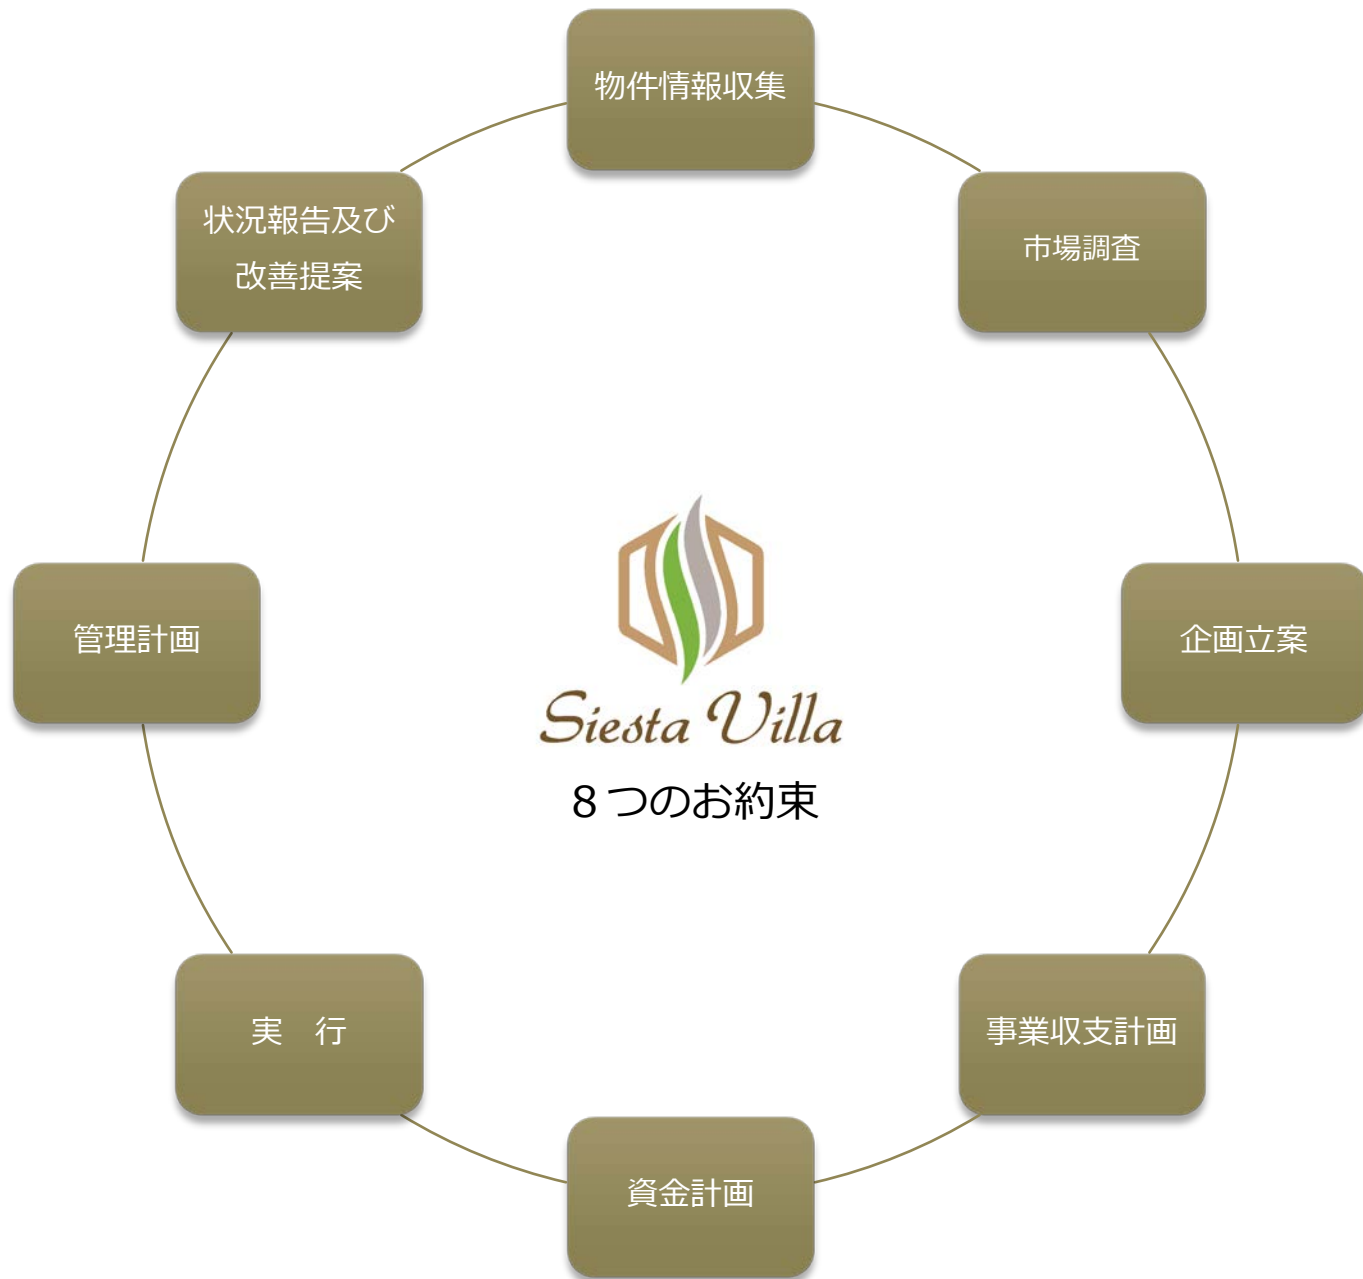 物件情報収集
市場調査
企画立案
事業収支計画
資金計画
実　行
管理計画
状況報告及び
改善提案
Siesta Villa
８つのお約束